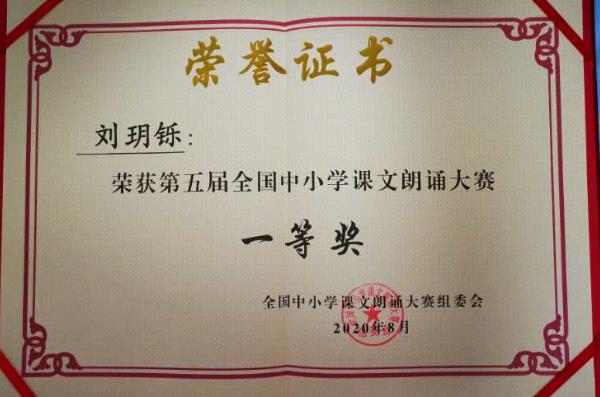 荣誉证书
刘玥铄：
荣获第五届全国中小学课文朗诵大赛
一等奖
全国中小学课文朗诵大赛组委会
2020年8月